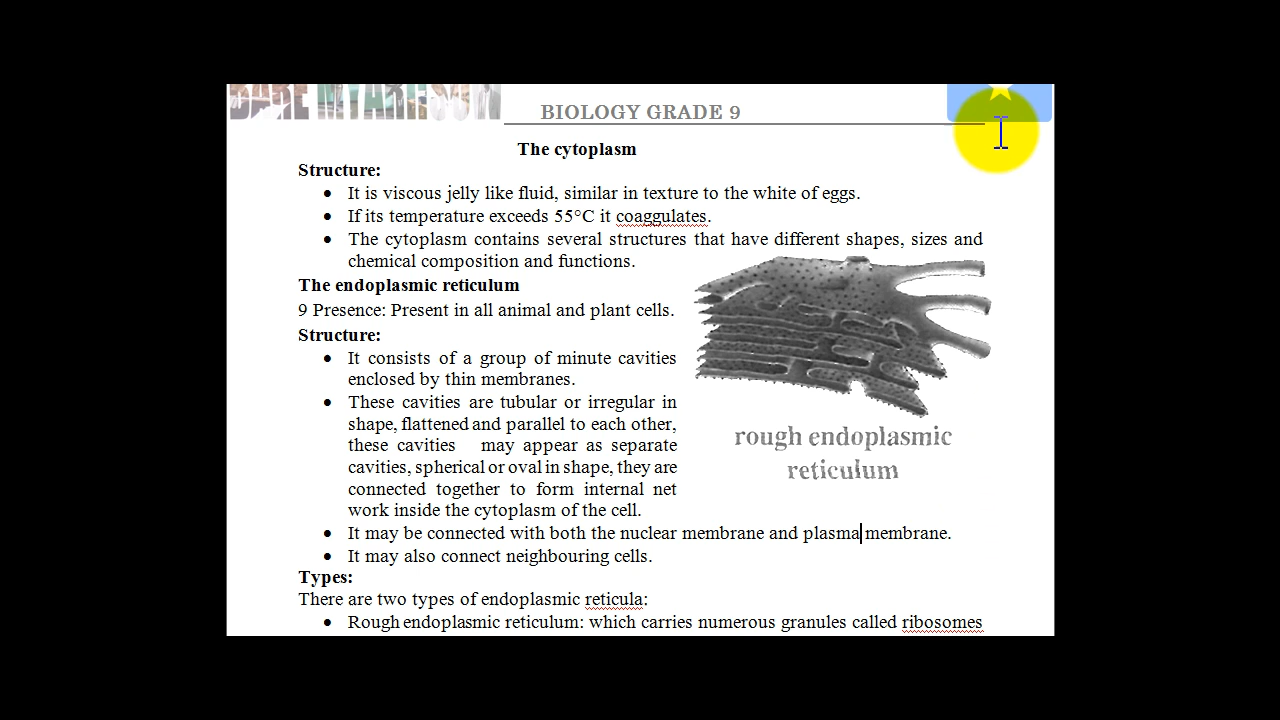 BIOLOGY GRADE 9
The cytoplasm
Structure:
• It is viscous jelly like fluid, similar in texture to the white of eggs.
• If its temperature exceeds 55°C it coaggulates.
• The cytoplasm contains several structures that have different shapes, sizes and
chemical composition and functions.
The endoplasmic reticulum
9 Presence: Present in all animal and plant cells.
Structure:
• It consists of a group of minute cavities
enclosed by thin membranes.
• These cavities are tubular or irregular in
shape, flattened and parallel to each other,
these cavities may appear as separate
cavities, spherical or oval in shape, they are
connected together to form internal net
work inside the cytoplasm of the cell.
rough endoplasmic
reticulum
• It may be connected with both the nuclear membrane and plasma membrane.
• It may also connect neighbouring cells.
Types:
There are two types of endoplasmic reticula:
• Rough endoplasmic reticulum: which carries numerous granules called ribosomes